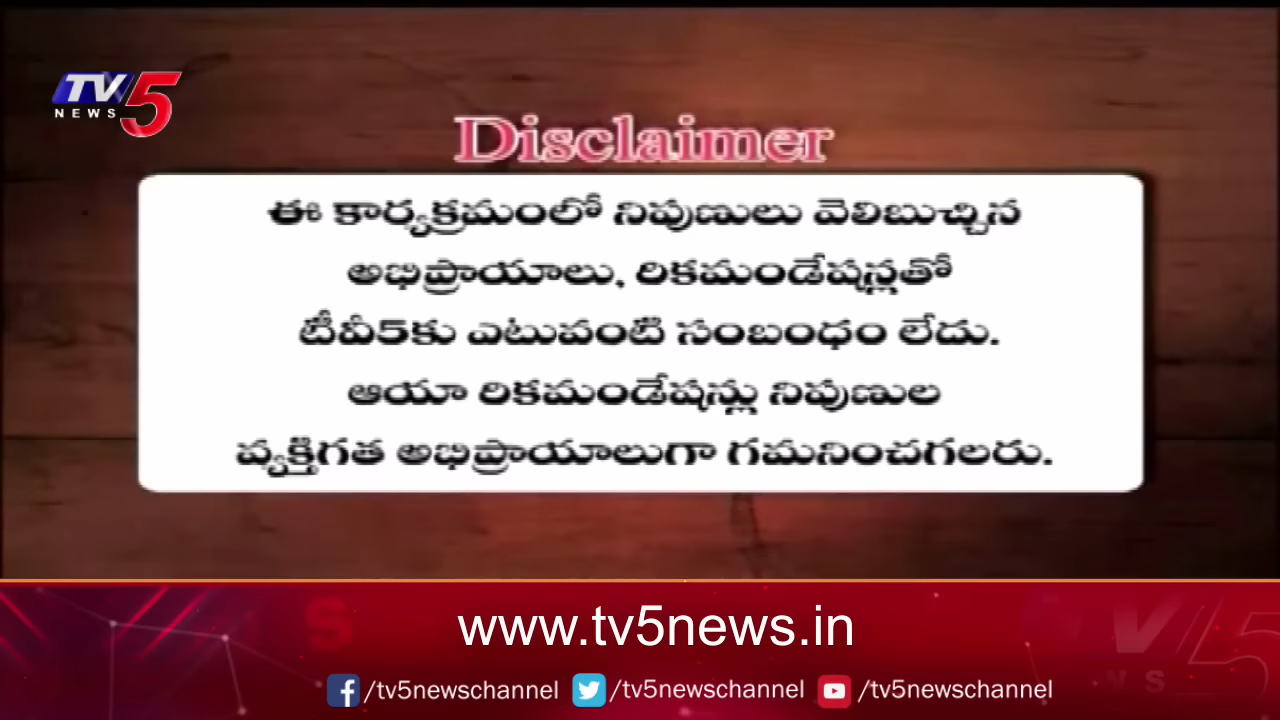 TV5
NEWS
Disclaimer
ఈ కార్యక్రమంలో నిపుణులు వెలిబుచ్చిన
అభిప్రాయాలు, రికమండేషన్లతో
టీవీ5కు ఎటువంటి సంబంధం లేదు.
ఆయా రికమండేషన్లు నిపుణుల
వ్యక్తిగత అభిప్రాయాలుగా గమనించగలరు.
www.tv5news.in
/tv5newschannel /tv5newschannel /tv5newschannel